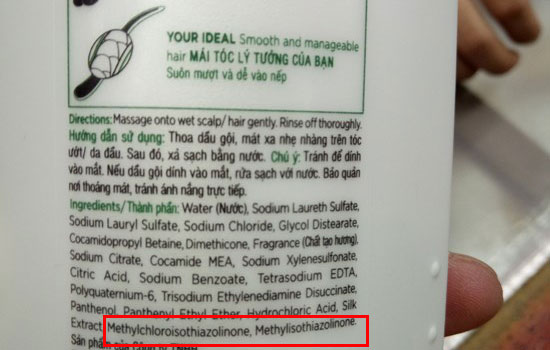 YOUR IDEAL Smooth and manageable
hair MÁI TÓC LÝ TƯỞNG CỦA BẠN
Suôn mượt và dễ vào nếp
Directions: Massage onto wet scalp/ hair gently. Rinse off thoroughly.
Hướng dẫn sử dụng: Thoa dầu gội, mát xa nhẹ nhàng trên tóc
ướt/ da đầu. Sau đó, xả sạch bằng nước. Chú ý: Tránh để dính
vào mắt. Nếu dầu gội dính vào mắt, rửa sạch với nước. Bảo quản
nơi thoáng mát, tránh ánh nắng trực tiếp.
Ingredients/ Thành phần: Water (Nước), Sodium Laureth Sulfate,
Sodium Lauryl Sulfate, Sodium Chloride, Glycol Distearate,
Cocamidopropyl Betaine, Dimethicone, Fragrance (Chất tạo hương),
Sodium Citrate, Cocamide MEA, Sodium Xylenesulfonate,
Citric Acid, Sodium Benzoate, Tetrasodium EDTA,
Polyquaternium-6, Trisodium Ethylenediamine Disuccinate,
Panthenol, Panthenyl Ethyl Ether, Hydrochloric Acid, Silk
Extract, Methylchloroisothiazolinone, Methylisothiazolinone.
Sản phẩm của